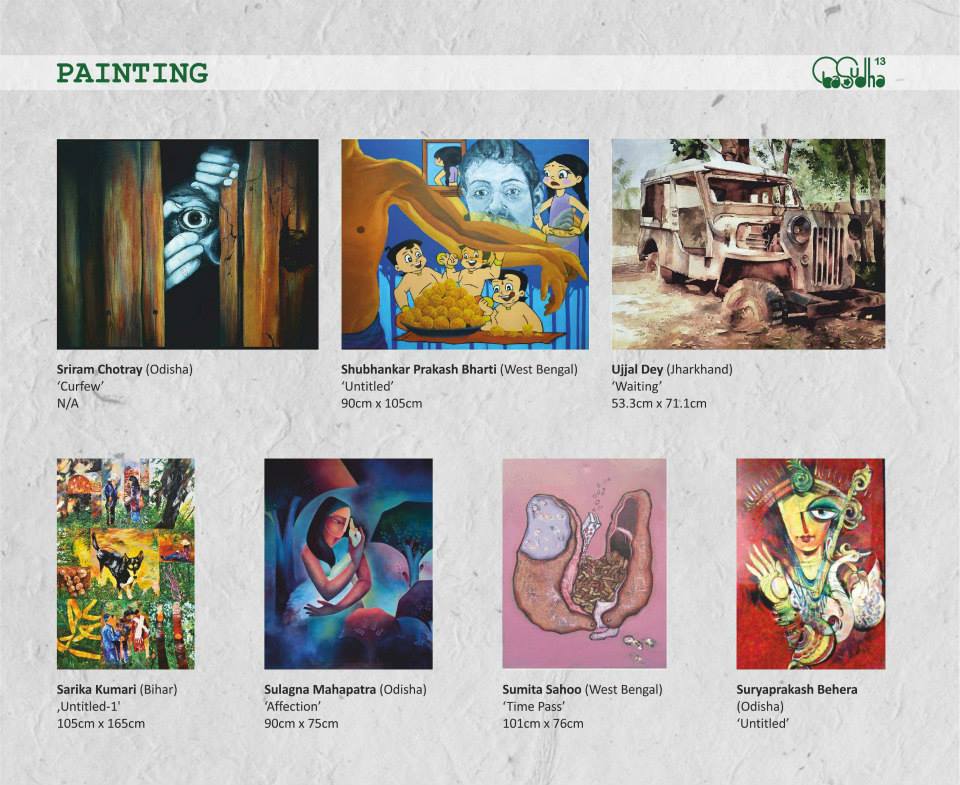 PAINTING
Basudha 13
Sriram Chotray (Odisha)
‘Curfew’
N/A
Shubhankar Prakash Bharti (West Bengal)
‘Untitled’
90cm x 105cm
Ujjal Dey (Jharkhand)
‘Waiting’
53.3cm x 71.1cm
Sarika Kumari (Bihar)
,Untitled-1'
105cm x 165cm
Sulagna Mahapatra (Odisha)
‘Affection’
90cm x 75cm
Sumita Sahoo (West Bengal)
‘Time Pass’
101cm x 76cm
Suryaprakash Behera
(Odisha)
‘Untitled’